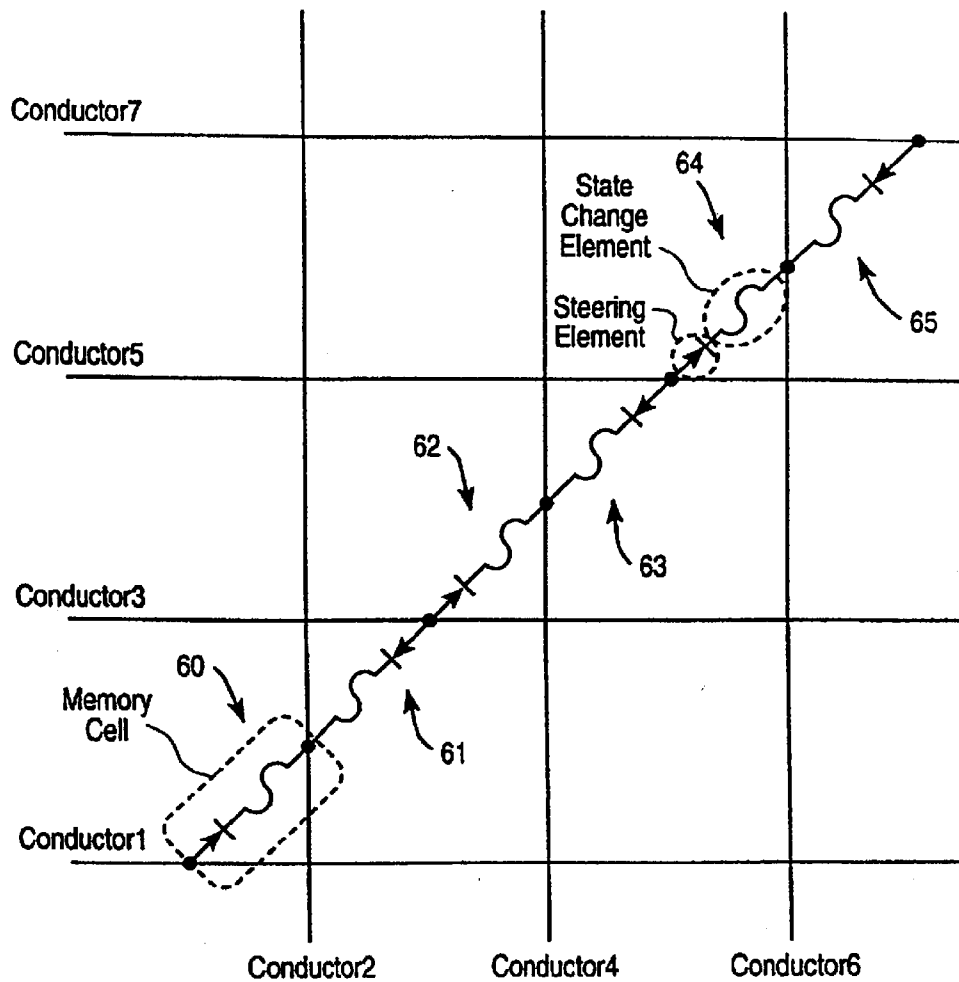 Conductor7
64
State
Change
Element
65
Steering
Element
Conductor5
62
63
Conductor3
60
Memory
Cell
61
Conductor1
Conductor2
Conductor4
Conductor6